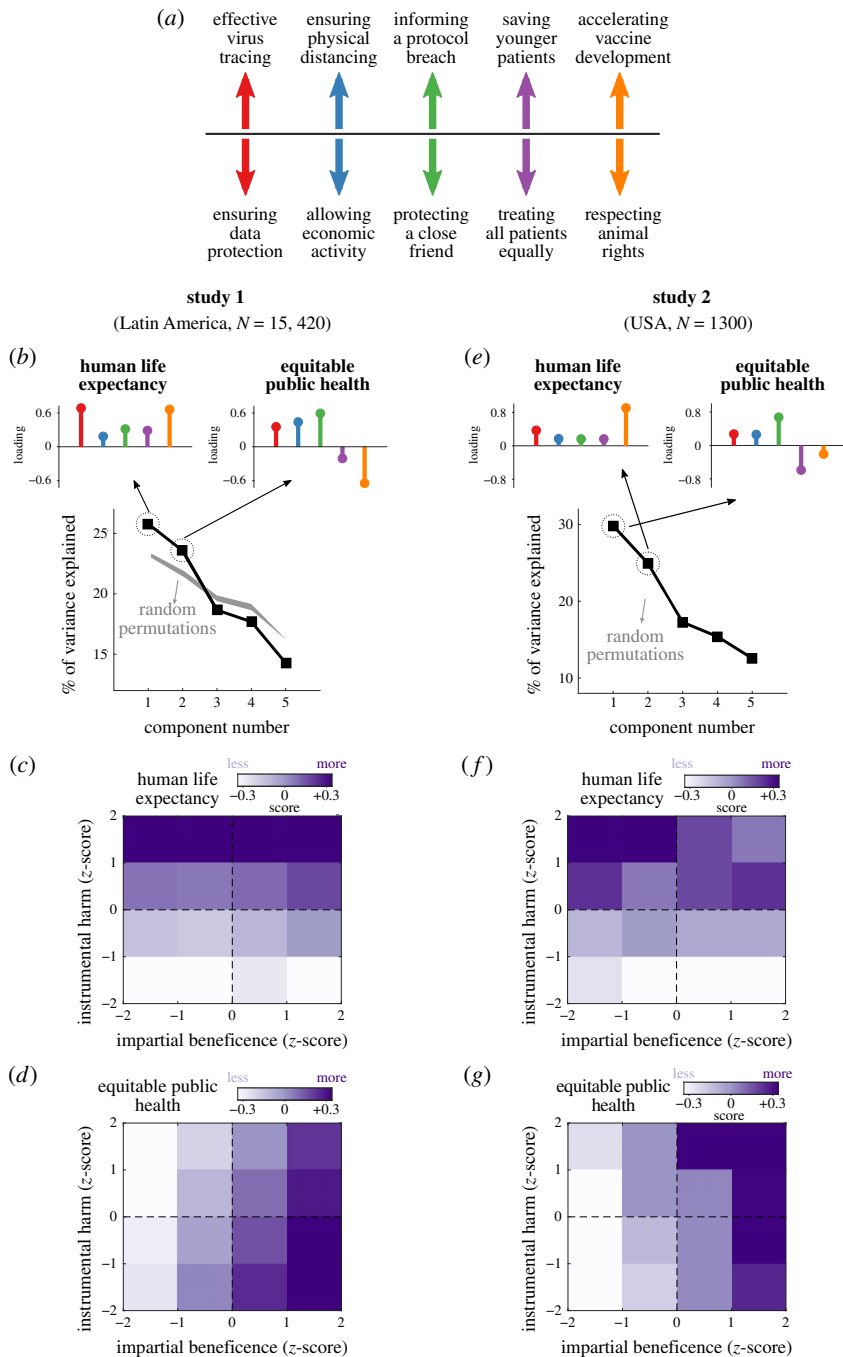 (a)
effective
virus
tracing
ensuring
physical
distancing
informing
a protocol
breach
saving
younger
patients
accelerating
vaccine
development
ensuring
data
protection
allowing
economic
activity
protecting
a close
friend
treating
all patients
equally
respecting
animal
rights
study 1
(Latin America, N = 15, 420)
study 2
(USA, N = 1300)
(b)
human life
expectancy
equitable
public health
loading
0.6
0
−0.6
loading
0.6
0
−0.6
% of variance explained
25
20
15
random
permutations
1 2 3 4 5
component number
(e)
human life
expectancy
equitable
public health
loading
0.8
0
−0.8
loading
0.8
0
−0.8
% of variance explained
30
20
10
random
permutations
1 2 3 4 5
component number
(c)
human life
expectancy
less more
−0.3 0 +0.3
score
instrumental harm (z-score)
2
1
0
−1
−2
−2 −1 0 1 2
impartial beneficence (z-score)
(f)
human life
expectancy
less more
−0.3 0 +0.3
score
instrumental harm (z-score)
2
1
0
−1
−2
−2 −1 0 1 2
impartial beneficence (z-score)
(d)
equitable public
health
less more
−0.3 0 +0.3
score
instrumental harm (z-score)
2
1
0
−1
−2
−2 −1 0 1 2
impartial beneficence (z-score)
(g)
equitable public
health
less more
−0.3 0 +0.3
score
instrumental harm (z-score)
2
1
0
−1
−2
−2 −1 0 1 2
impartial beneficence (z-score)